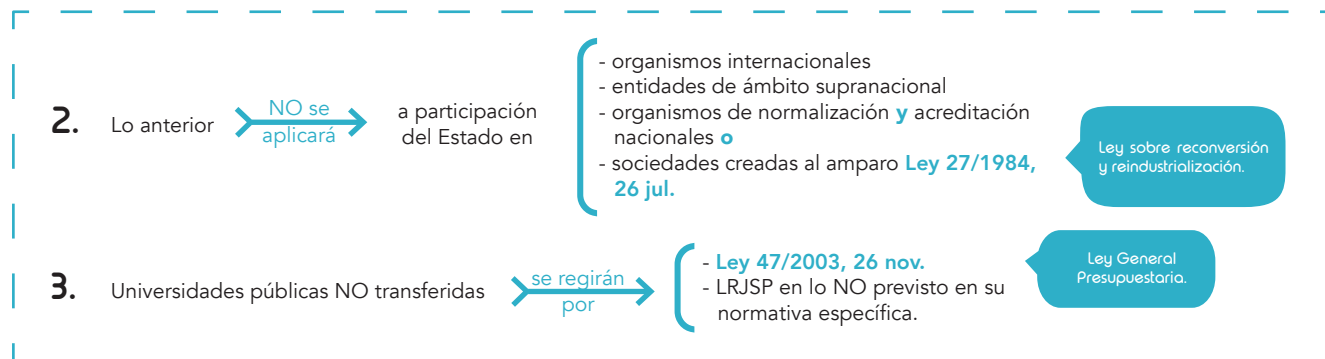 2. Lo anterior
NO se
aplicará
a participación
del Estado en
- organismos internacionales
- entidades de ámbito supranacional
- organismos de normalización y acreditación
nacionales o
- sociedades creadas al amparo Ley 27/1984,
26 jul.
Ley sobre reconversión
y reindustrialización.
3. Universidades públicas NO transferidas
se regirán
por
- Ley 47/2003, 26 nov.
- LRJSP en lo NO previsto en su
normativa específica.
Ley General
Presupuestaria.